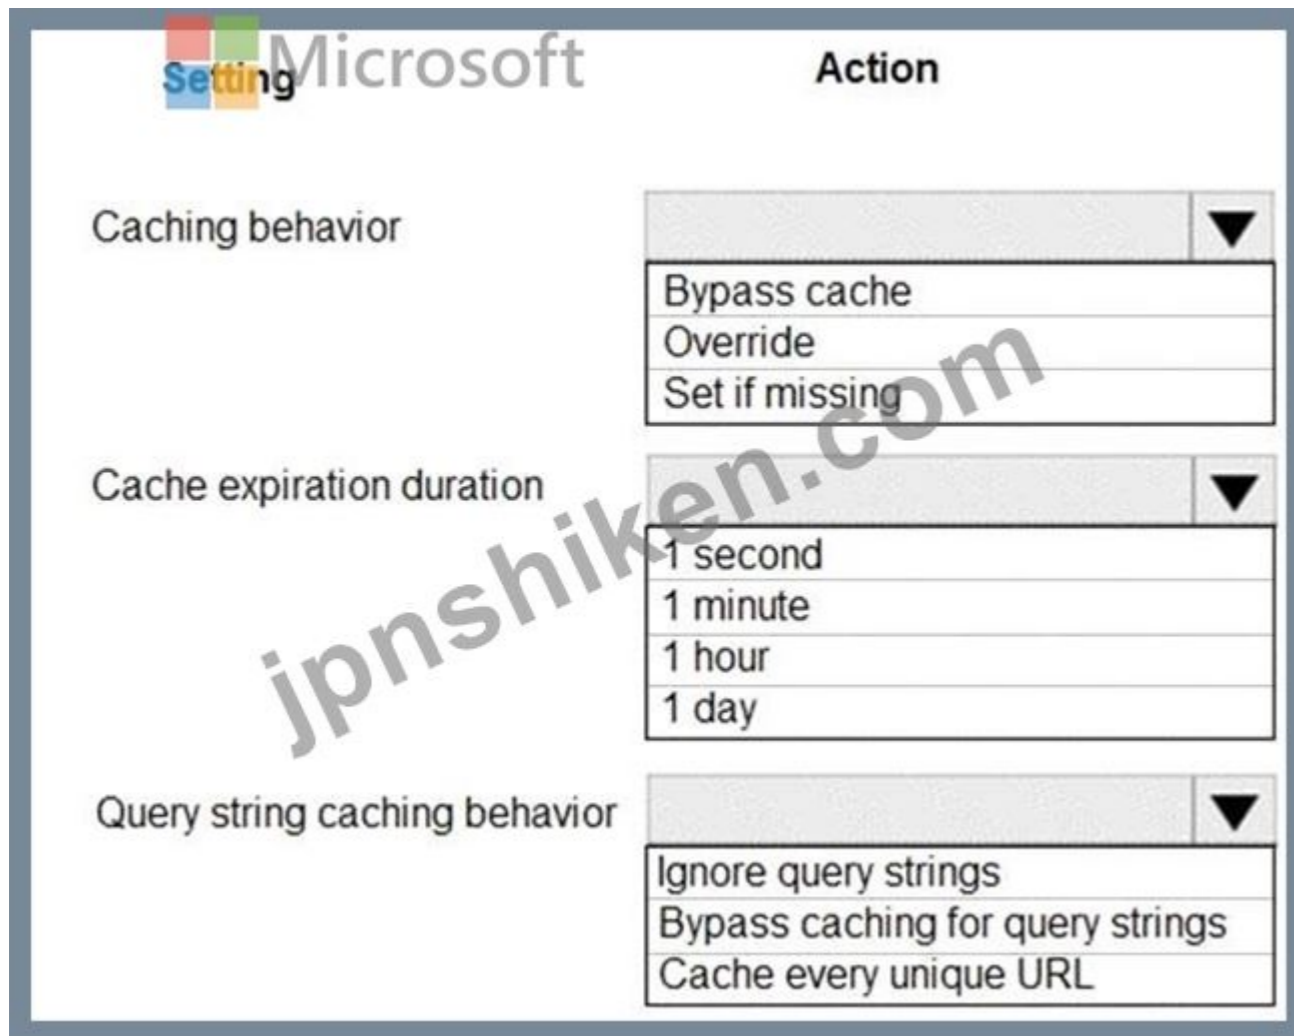 Microsoft
Setting
Action
Caching behavior
Bypass cache
Override
Set if missing
Cache expiration duration
1 second
1 minute
1 hour
1 day
Query string caching behavior
Ignore query strings
Bypass caching for query strings
Cache every unique URL
jpnshiken.com